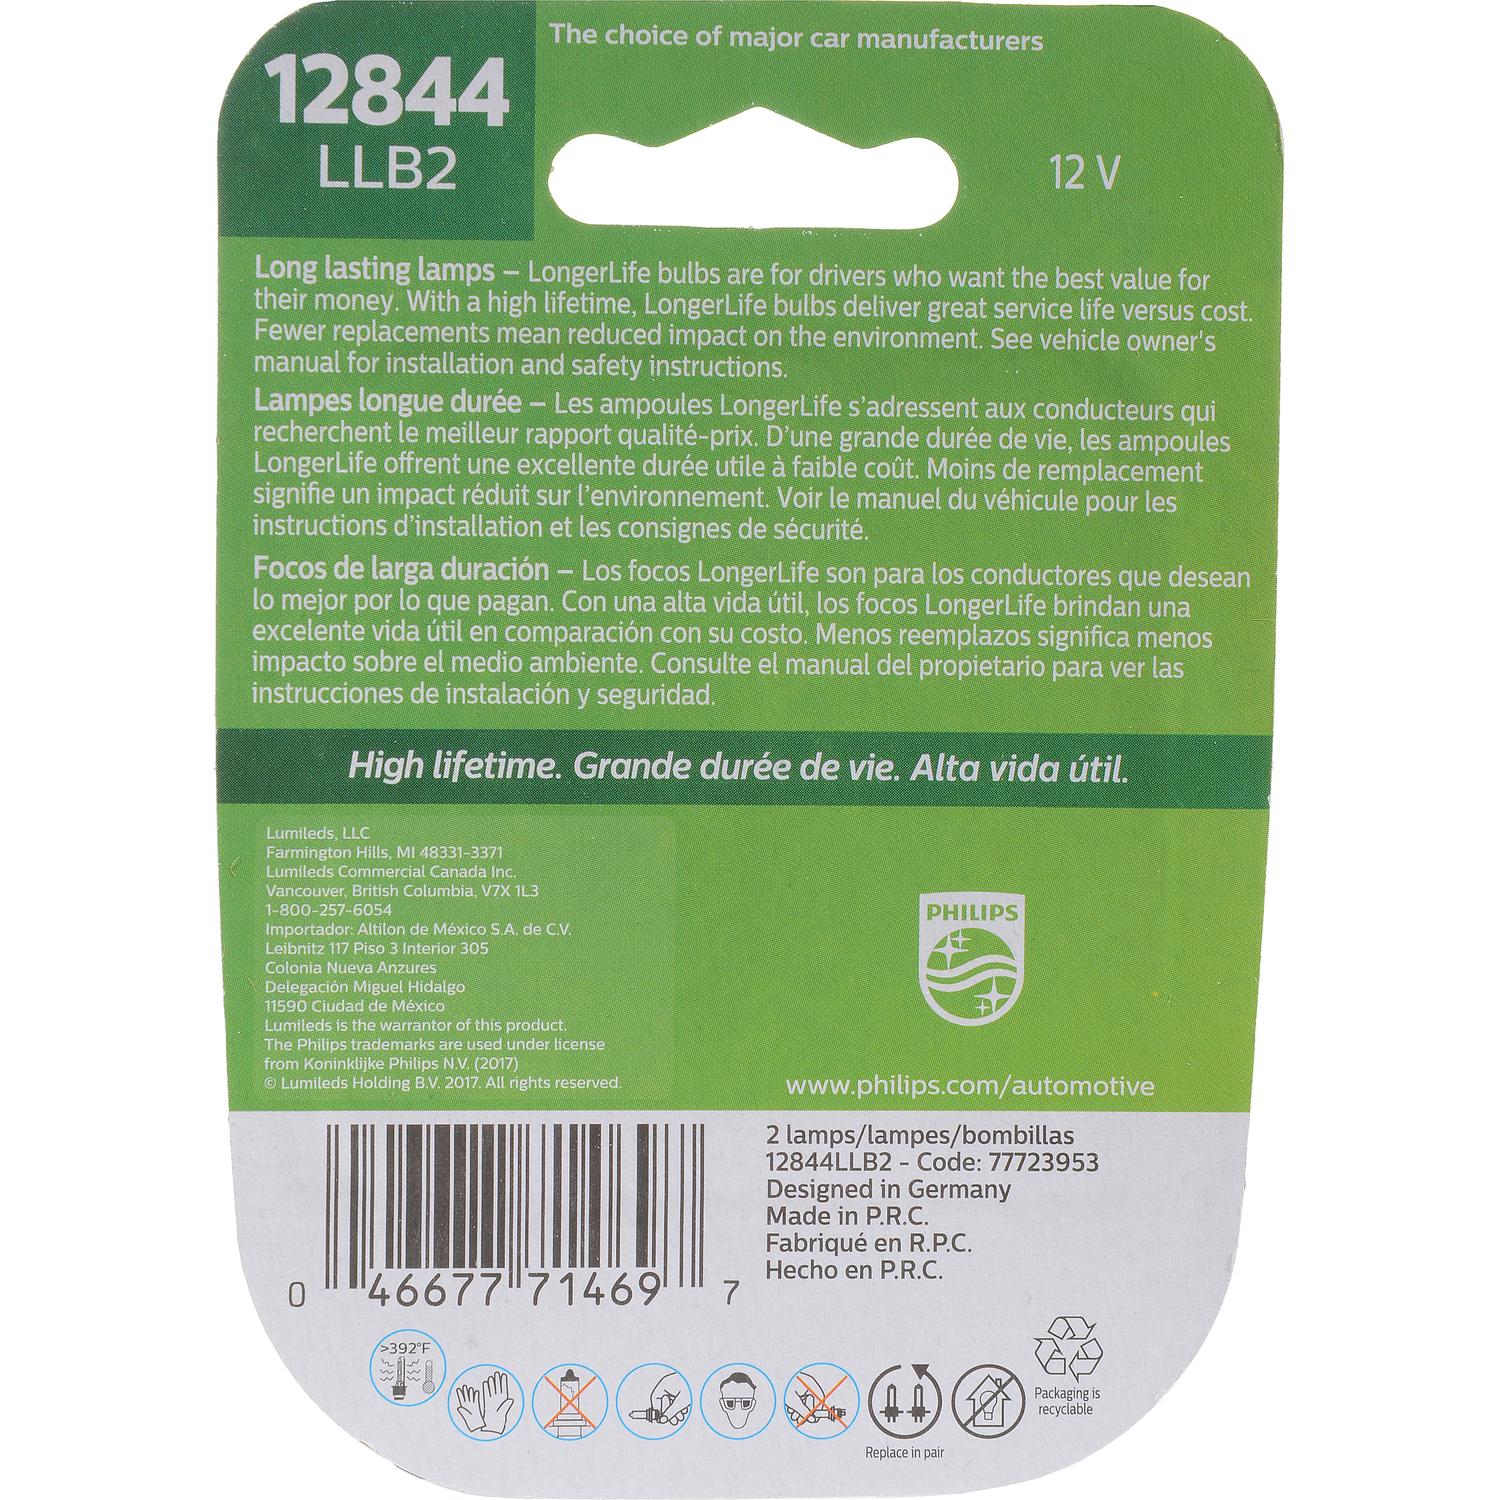 The choice of major car manufacturers
12844
LLB2
12 V
Long lasting lamps – LongerLife bulbs are for drivers who want the best value for
their money. With a high lifetime, LongerLife bulbs deliver great service life versus cost.
Fewer replacements mean reduced impact on the environment. See vehicle owner's
manual for installation and safety instructions.
Lampes longue durée – Les ampoules LongerLife s'adressent aux conducteurs qui
recherchent le meilleur rapport qualité-prix. D'une grande durée de vie, les ampoules
LongerLife offrent une excellente durée utile à faible coût. Moins de remplacement
signifie un impact réduit sur l'environnement. Voir le manuel du véhicule pour les
instructions d'installation et les consignes de sécurité.
Focos de larga duración – Los focos LongerLife son para los conductores que desean
lo mejor por lo que pagan. Con una alta vida útil, los focos LongerLife brindan una
excelente vida útil en comparación con su costo. Menos reemplazos significa menos
impacto sobre el medio ambiente. Consulte el manual del propietario para ver las
instrucciones de instalación y seguridad.
High lifetime. Grande durée de vie. Alta vida útil.
Lumileds, LLC
Farmington Hills, MI 48331-3371
Lumileds Commercial Canada Inc.
Vancouver, British Columbia, V7X 1L3
1-800-257-6054
Importador: Altilon de México S.A. de C.V.
Leibnitz 117 Piso 3 Interior 305
Colonia Nueva Anzures
Delegación Miguel Hidalgo
11590 Ciudad de México
Lumileds is the warrantor of this product.
The Philips trademarks are used under license
from Koninklijke Philips N.V. (2017)
© Lumileds Holding B.V. 2017. All rights reserved.
PHILIPS
www.philips.com/automotive
2 lamps/lampes/bombillas
12844LLB2 - Code: 77723953
Designed in Germany
Made in P.R.C.
Fabriqué en R.P.C.
Hecho en P.R.C.
0 46677 71469 7
>392°F
Replace in pair
Packaging is
recyclable